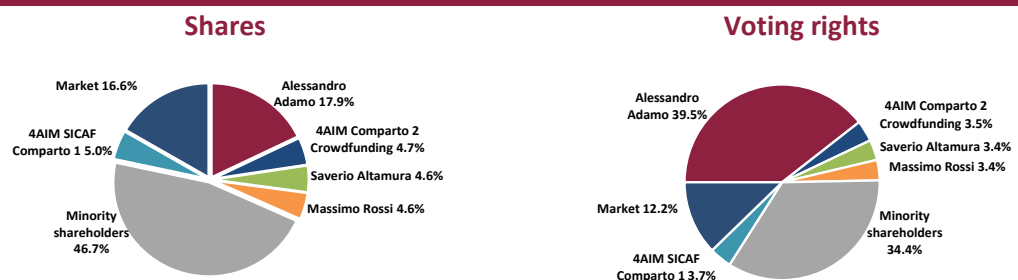 Shares
Market 16.6%
Alessandro
Adamo 17.9%
4AIM SICAF
Comparto 1 5.0%
4AIM Comparto 2
Crowdfunding 4.7%
Saverio Altamura 4.6%
Massimo Rossi 4.6%
Minority
shareholders
46.7%
Voting rights
Alessandro
Adamo 39.5%
4AIM Comparto 2
Crowdfunding 3.5%
Saverio Altamura 3.4%
Massimo Rossi 3.4%
Market 12.2%
Minority
shareholders
34.4%
4AIM SICAF
Comparto 1 3.7%